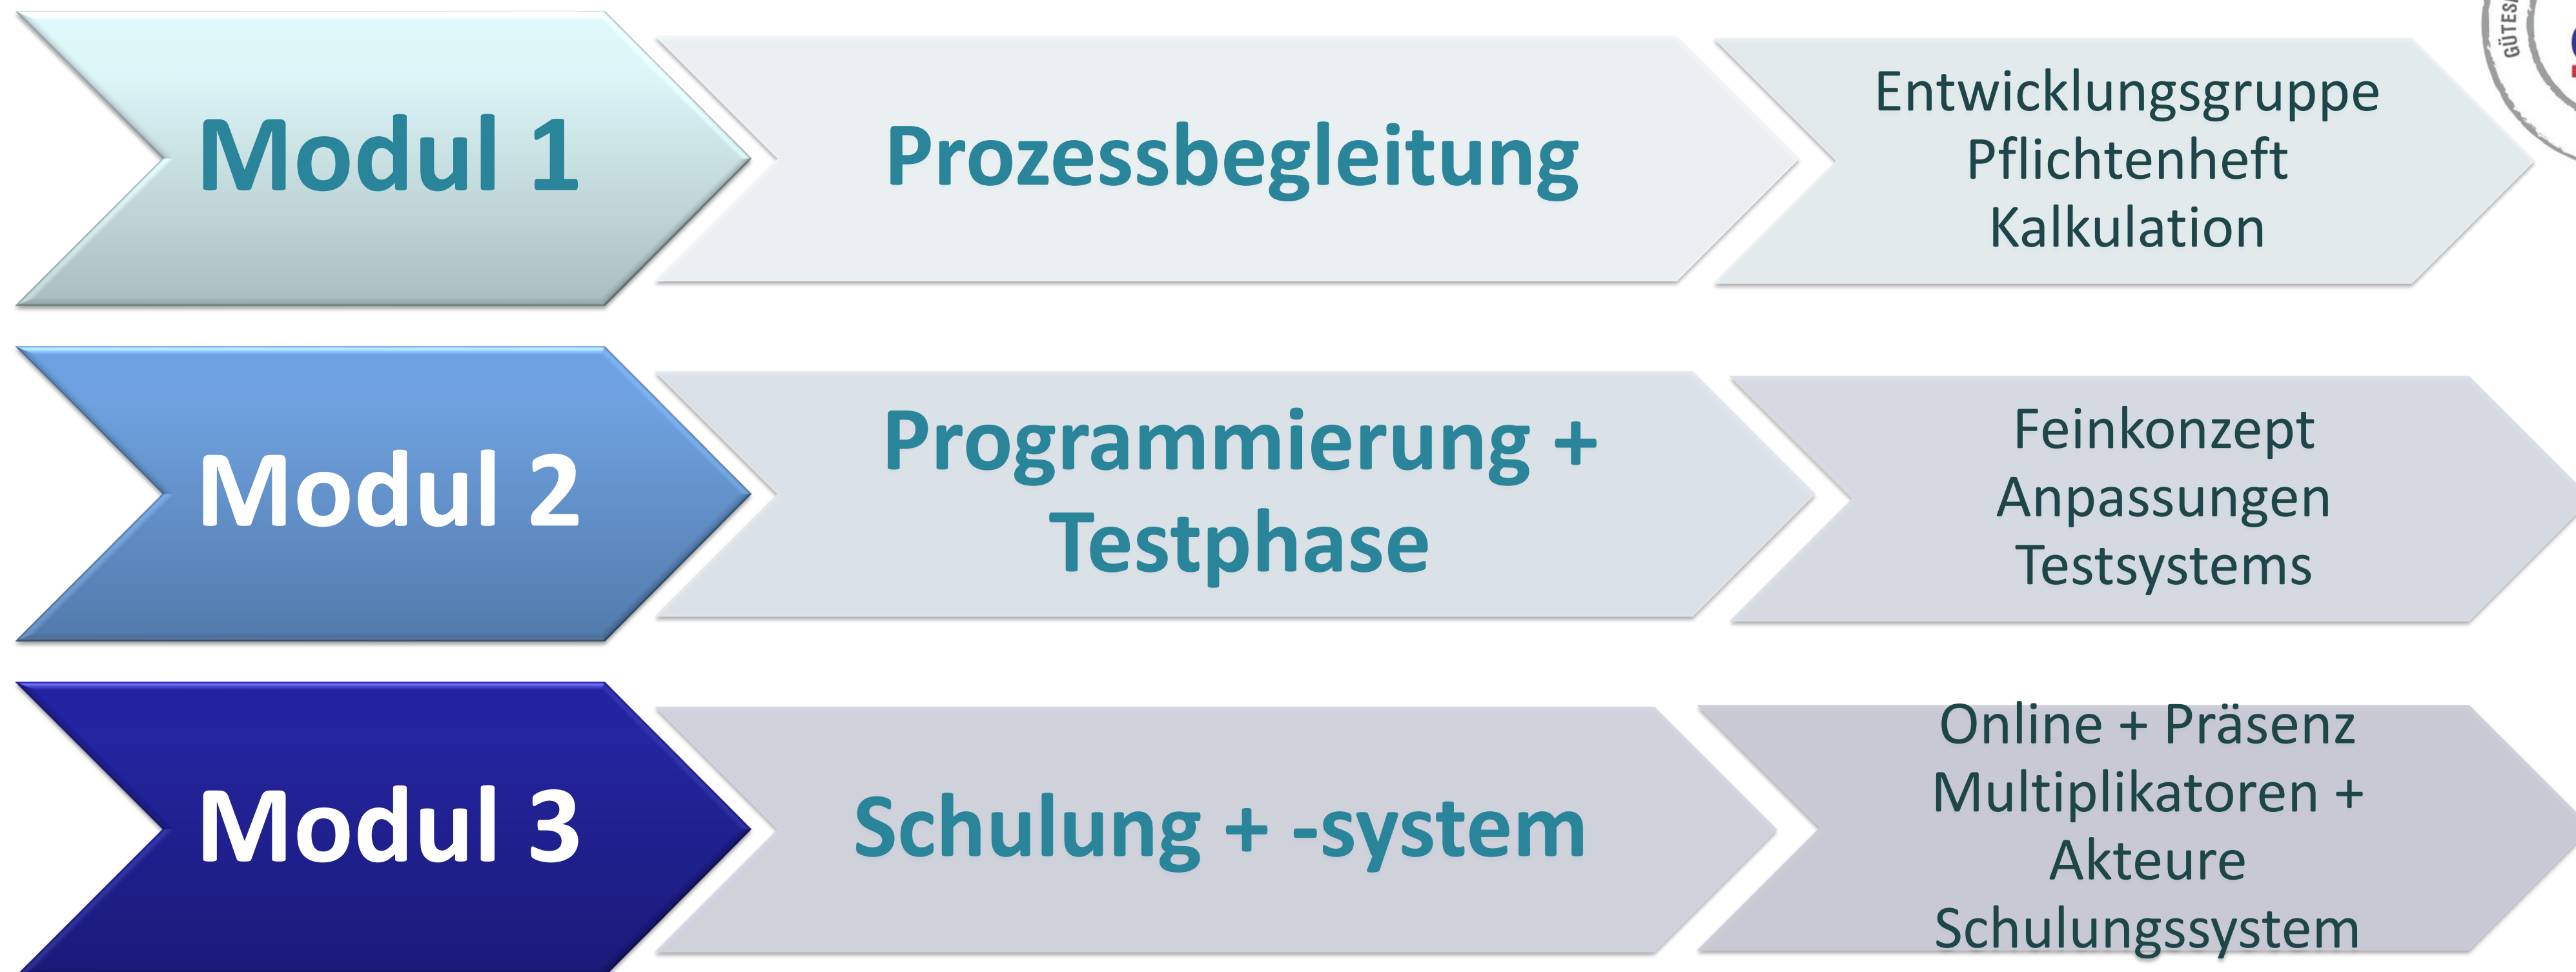 Modul 1
Prozessbegleitung
Entwicklungsgruppe
Pflichtenheft
Kalkulation
Modul 2
Programmierung +
Testphase
Feinkonzept
Anpassungen
Testsystems
Modul 3
Schulung + -system
Online + Präsenz
Multiplikatoren +
Akteure
Schulungssystem